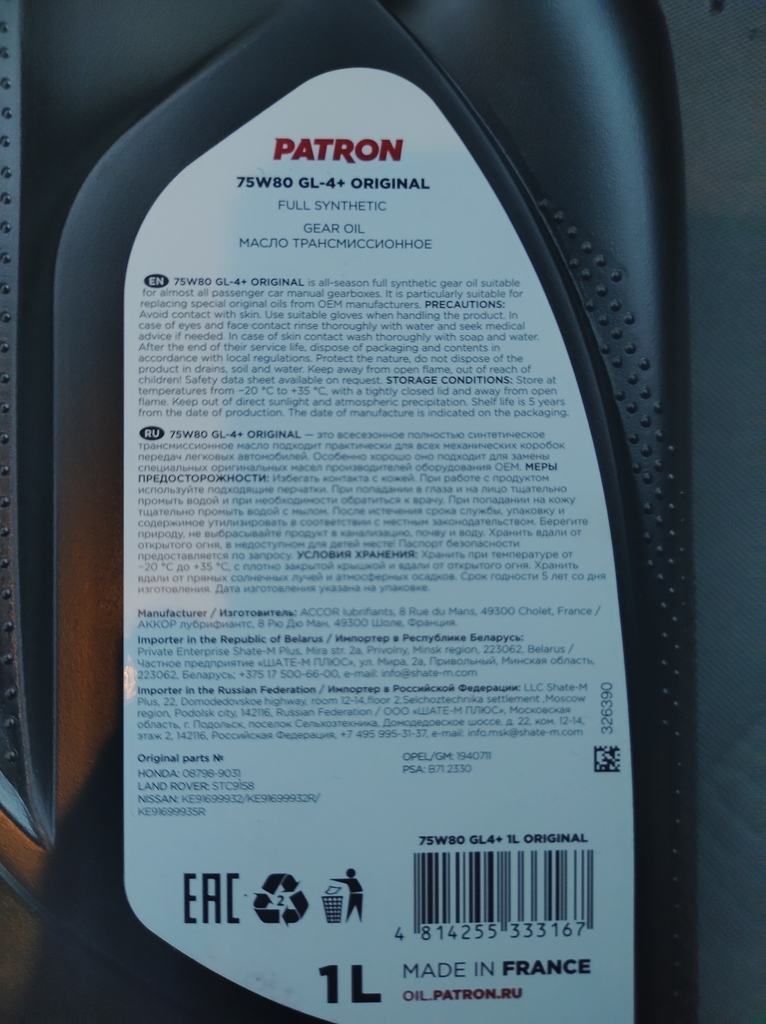 PATRON
75W80 GL-4+ ORIGINAL
FULL SYNTHETIC
GEAR OIL
МАСЛО ТРАНСМИССИОННОЕ
EN 75W80 GL-4+ ORIGINAL is all-season full synthetic gear oil suitable
for almost all passenger car manual gearboxes. It is particularly suitable for
replacing special original oils from OEM manufacturers. PRECAUTIONS:
Avoid contact with skin. Use suitable gloves when handling the product. In
case of eyes and face contact rinse thoroughly with water and seek medical
advice if needed. In case of skin contact wash thoroughly with soap and water.
After the end of their service life, dispose of packaging and contents in
accordance with local regulations. Protect the nature, do not dispose of the
product in drains, soil and water. Keep away from open flame, out of reach of
children! Safety data sheet available on request. STORAGE CONDITIONS: Store at
temperatures from −20 °C to +35 °C, with a tightly closed lid and away from open
flame. Keep out of direct sunlight and atmospheric precipitation. Shelf life is 5 years
from the date of production. The date of manufacture is indicated on the packaging.
RU 75W80 GL-4+ ORIGINAL — это всесезонное полностью синтетическое
трансмиссионное масло подходит практически для всех механических коробок
передач легковых автомобилей. Особенно хорошо оно подходит для замены
специальных оригинальных масел производителей оборудования OEM. МЕРЫ
ПРЕДОСТОРОЖНОСТИ: Избегать контакта с кожей. При работе с продуктом
используйте подходящие перчатки. При попадании в глаза и на лицо тщательно
промыть водой и при необходимости обратиться к врачу. При попадании на кожу
тщательно промыть водой с мылом. После истечения срока службы, упаковку и
содержимое утилизировать в соответствии с местным законодательством. Берегите
природу, не выбрасывайте продукт в канализацию, почву и воду. Хранить вдали от
открытого огня, в недоступном для детей месте! Паспорт безопасности
предоставляется по запросу. УСЛОВИЯ ХРАНЕНИЯ: Хранить при температуре от
−20 °C до +35 °C, с плотно закрытой крышкой и вдали от открытого огня. Хранить
вдали от прямых солнечных лучей и атмосферных осадков. Срок годности 5 лет со дня
изготовления. Дата изготовления указана на упаковке.
Manufacturer / Изготовитель: ACCOR lubrifiants, 8 Rue du Mans, 49300 Cholet, France /
АККОР лубрифиантс, 8 Рю Дю Ман, 49300 Шоле, Франция.
Importer in the Republic of Belarus / Импортер в Республике Беларусь:
Private Enterprise Shate-M Plus, Mira str. 2a, Privolny, Minsk region, 223062, Belarus /
Частное предприятие «ШАТЕ-М ПЛЮС», ул. Мира, 2а, Привольный, Минская область,
223062, Беларусь; +375 17 500-66-00, e-mail: info@shate-m.com
Importer in the Russian Federation / Импортер в Российской Федерации: LLC Shate-M
Plus, 22, Domodedovskoe highway, room 12-14,floor 2,Selchoztechnika settlement ,Moscow
region, Podolsk city, 142116, Russian Federation / ООО «ШАТЕ-М ПЛЮС», Московская
область, г. Подольск, поселок Сельхозтехника, Домодедовское шоссе, д. 22, ком. 12-14,
этаж 2, 142116, Российская Федерация, +7 495 995-31-37, e-mail: info.msk@shate-m.com
326390
Original parts №
HONDA: 08798-9031
LAND ROVER: STC9158
NISSAN: KE91699932/KE91699932R/
KE91699935R
OPEL/GM: 1940711
PSA: B71 2330
75W80 GL4+ 1L ORIGINAL
EAC
2
4 814255 333167
1L
MADE IN FRANCE
OIL.PATRON.RU